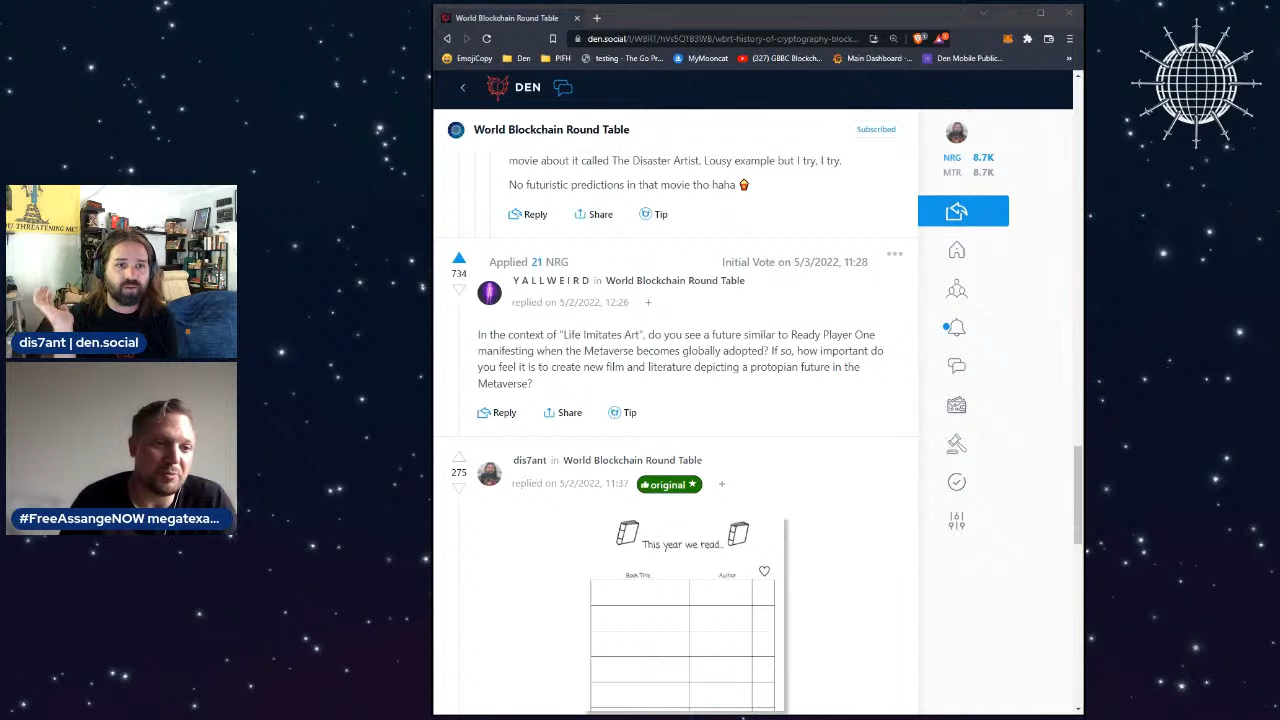 World Blockchain Round Table
den.social/l/WBRT/hVs5QTB3WB/wbrt-history-of-cryptography-block...
EmojiCopy
Den
PIFH
testing - The Go Pr...
MyMooncat
(327) GBBC Blockch...
Main Dashboard -...
Den Mobile Public...
»
DEN
World Blockchain Round Table
Subscribed
movie about it called The Disaster Artist. Lousy example but I try, I try.
No futuristic predictions in that movie tho haha
Reply
Share
Tip
NRG 8.7K
MTR 8.7K
Applied 21 NRG
Initial Vote on 5/3/2022, 11:28
734
Y A L L W E I R D in World Blockchain Round Table
replied on 5/2/2022, 12:26 +
In the context of "Life Imitates Art", do you see a future similar to Ready Player One
manifesting when the Metaverse becomes globally adopted? If so, how important do
you feel it is to create new film and literature depicting a protopian future in the
Metaverse?
Reply
Share
Tip
275
dis7ant in World Blockchain Round Table
replied on 5/2/2022, 11:37
original
+
This year we read...
Book Title
Author
U THREATENING ME
dis7ant | den.social
#FreeAssangeNOW megatexa...